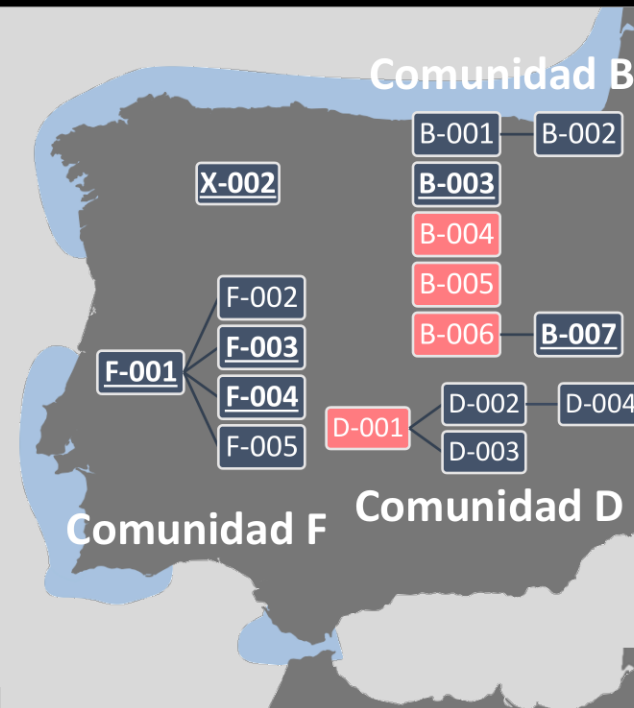 Comunidad B
B-001 B-002
X-002 B-003
B-004
F-002 B-005
F-001 F-003 B-006 B-007
F-004 D-001 D-002 D-004
F-005 D-003
Comunidad F Comunidad D